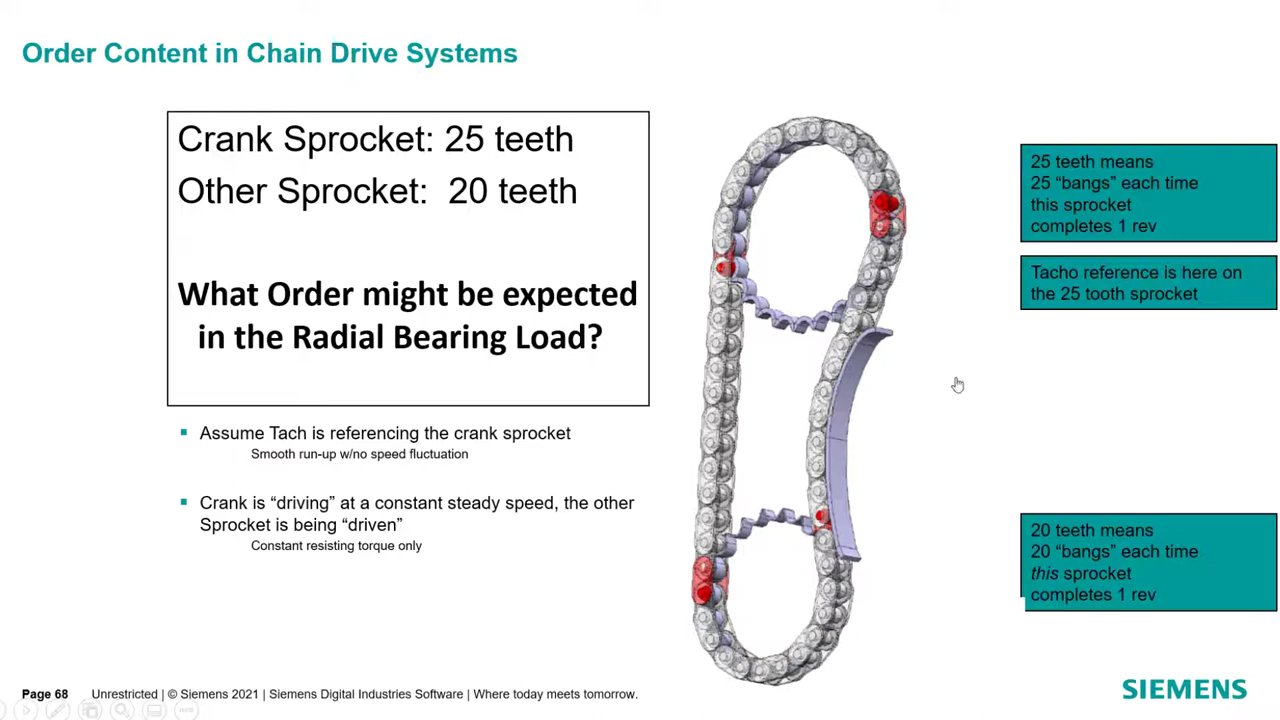 Order Content in Chain Drive Systems
Crank Sprocket: 25 teeth
Other Sprocket: 20 teeth
What Order might be expected
in the Radial Bearing Load?
Assume Tach is referencing the crank sprocket
Smooth run-up w/no speed fluctuation
Crank is “driving” at a constant steady speed, the other
Sprocket is being “driven”
Constant resisting torque only
25 teeth means
25 “bangs” each time
this sprocket
completes 1 rev
Tacho reference is here on
the 25 tooth sprocket
20 teeth means
20 “bangs” each time
this sprocket
completes 1 rev
Page 68 Unrestricted | © Siemens 2021 | Siemens Digital Industries Software | Where today meets tomorrow.
SIEMENS